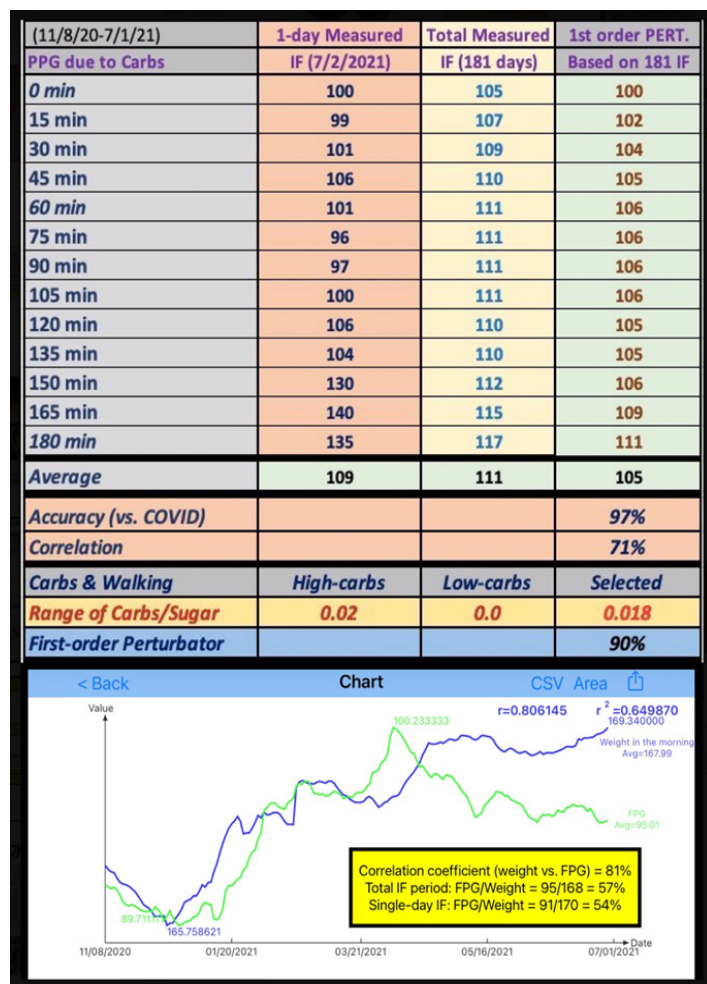 (11/8/20-7/1/21) 1-day Measured Total Measured 1st order PERT.
PPG due to Carbs IF (7/2/2021) IF (181 days) Based on 181 IF
0 min 100 105 100
15 min 99 107 102
30 min 101 109 104
45 min 106 110 105
60 min 101 111 106
75 min 96 111 106
90 min 97 111 106
105 min 100 111 106
120 min 106 110 105
135 min 104 110 105
150 min 130 112 106
165 min 140 115 109
180 min 135 117 111
Average 109 111 105
Accuracy (vs. COVID) 97%
Correlation 71%
Carbs & Walking High-carbs Low-carbs Selected
Range of Carbs/Sugar 0.02 0.0 0.018
First-order Perturbator 90%
< Back Chart CSV Area
Value
r=0.806145 r²=0.649870
100.233333 169.340000
Weight in the morning
Avg=167.99
FPG
Avg=95.01
Correlation coefficient (weight vs. FPG) = 81%
Total IF period: FPG/Weight = 95/168 = 57%
Single-day IF: FPG/Weight = 91/170 = 54%
165.758621
Date
11/08/2020 01/20/2021 03/21/2021 05/16/2021 07/01/2021